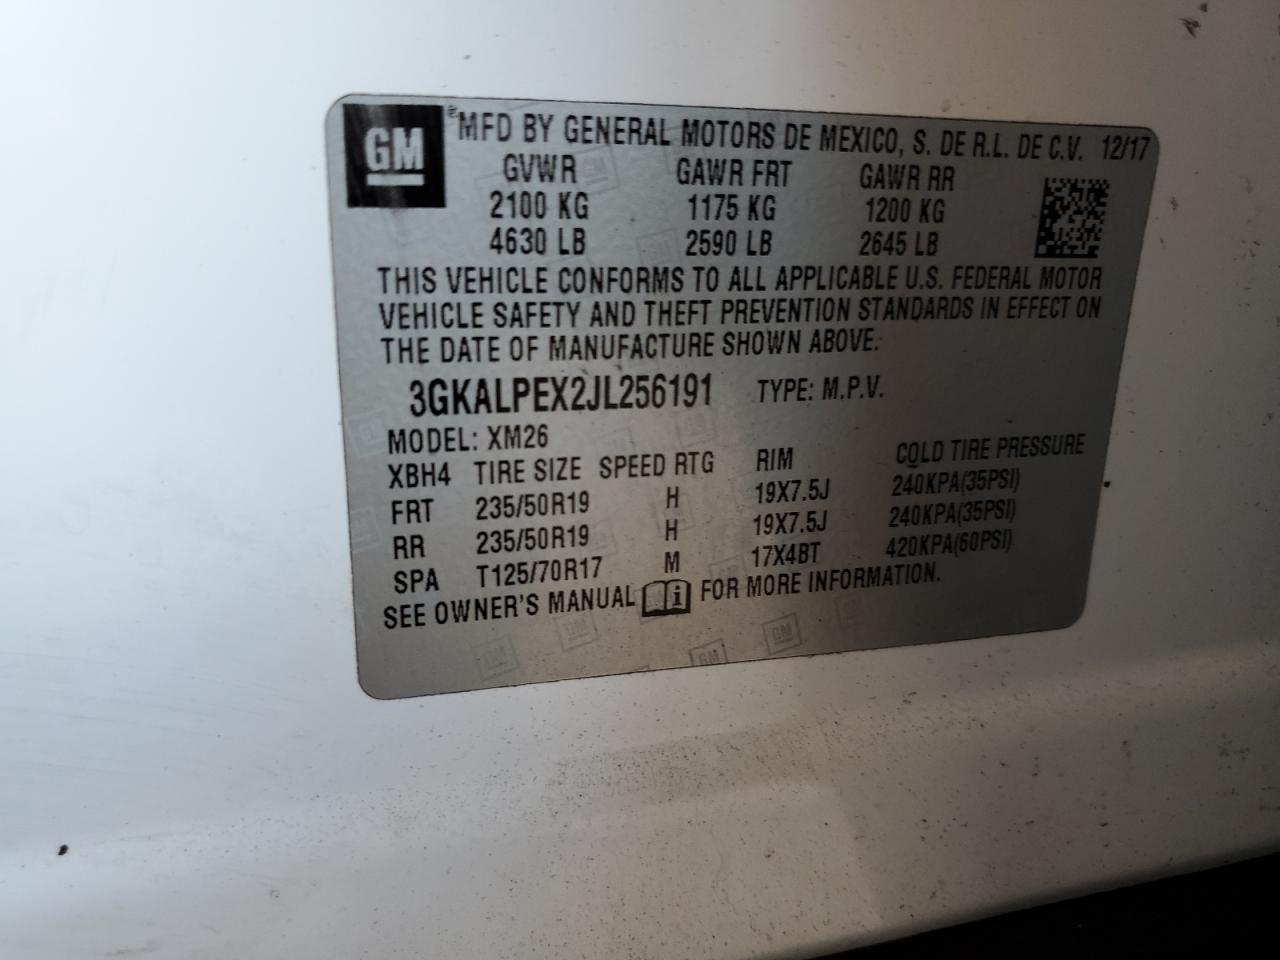 GM ® MFD BY GENERAL MOTORS DE MEXICO, S. DE R.L. DE C.V. 12/17
GVWR GAWR FRT GAWR RR
2100 KG 1175 KG 1200 KG
4630 LB 2590 LB 2645 LB
THIS VEHICLE CONFORMS TO ALL APPLICABLE U.S. FEDERAL MOTOR
VEHICLE SAFETY AND THEFT PREVENTION STANDARDS IN EFFECT ON
THE DATE OF MANUFACTURE SHOWN ABOVE.
3GKALPEX2JL256191 TYPE: M.P.V.
MODEL: XM26
XBH4 TIRE SIZE SPEED RTG RIM COLD TIRE PRESSURE
FRT 235/50R19 H 19X7.5J 240KPA(35PSI)
RR 235/50R19 H 19X7.5J 240KPA(35PSI)
SPA T125/70R17 M 17X4BT 420KPA(60PSI)
SEE OWNER'S MANUAL i FOR MORE INFORMATION.